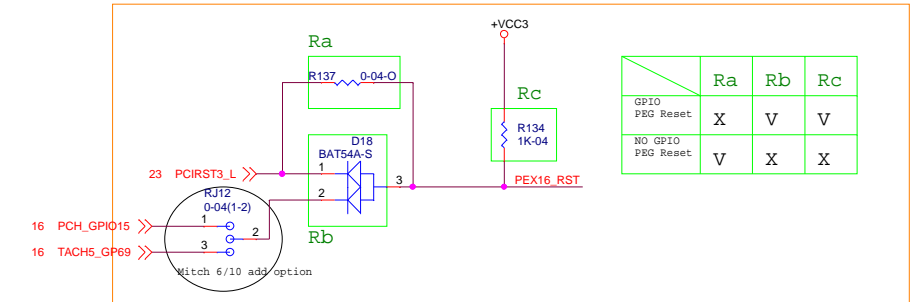 +VCC3
Ra
R137 0-04-O
Rc
R134
1K-04
D18
BAT54A-S
1
2
3
23 PCIRST3_L
PEX16_RST
RJ12
0-04(1-2)
16 PCH_GPIO15
1
2
16 TACH5_GP69
3
Rb
Mitch 6/10 add option
Ra Rb Rc
GPIO
PEG Reset X V V
NO GPIO
PEG Reset V X X